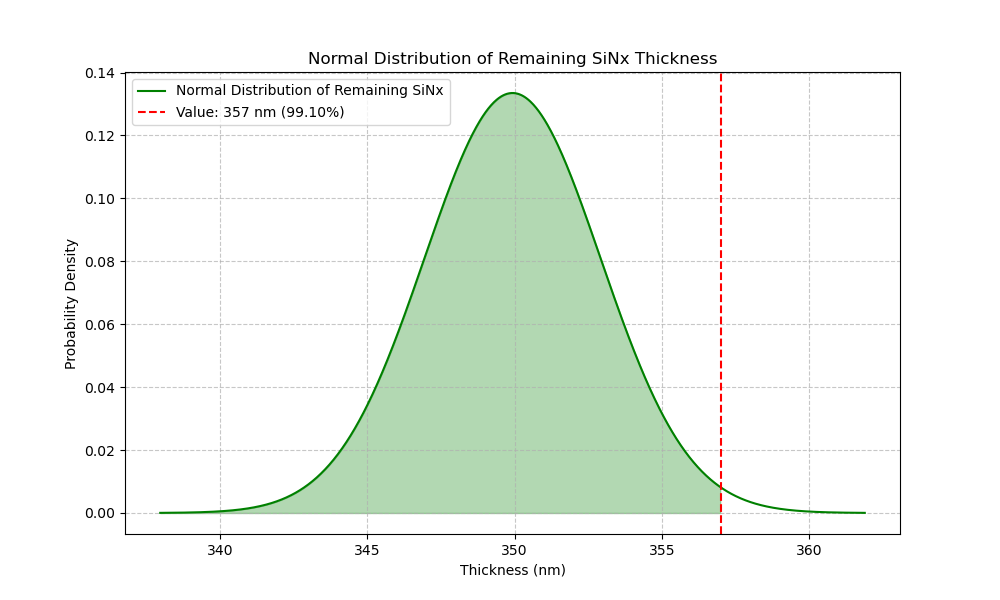 Normal Distribution of Remaining SiNx Thickness
Normal Distribution of Remaining SiNx
Value: 357 nm (99.10%)
0.14
0.12
0.10
0.08
0.06
0.04
0.02
0.00
Probability Density
340 345 350 355 360
Thickness (nm)